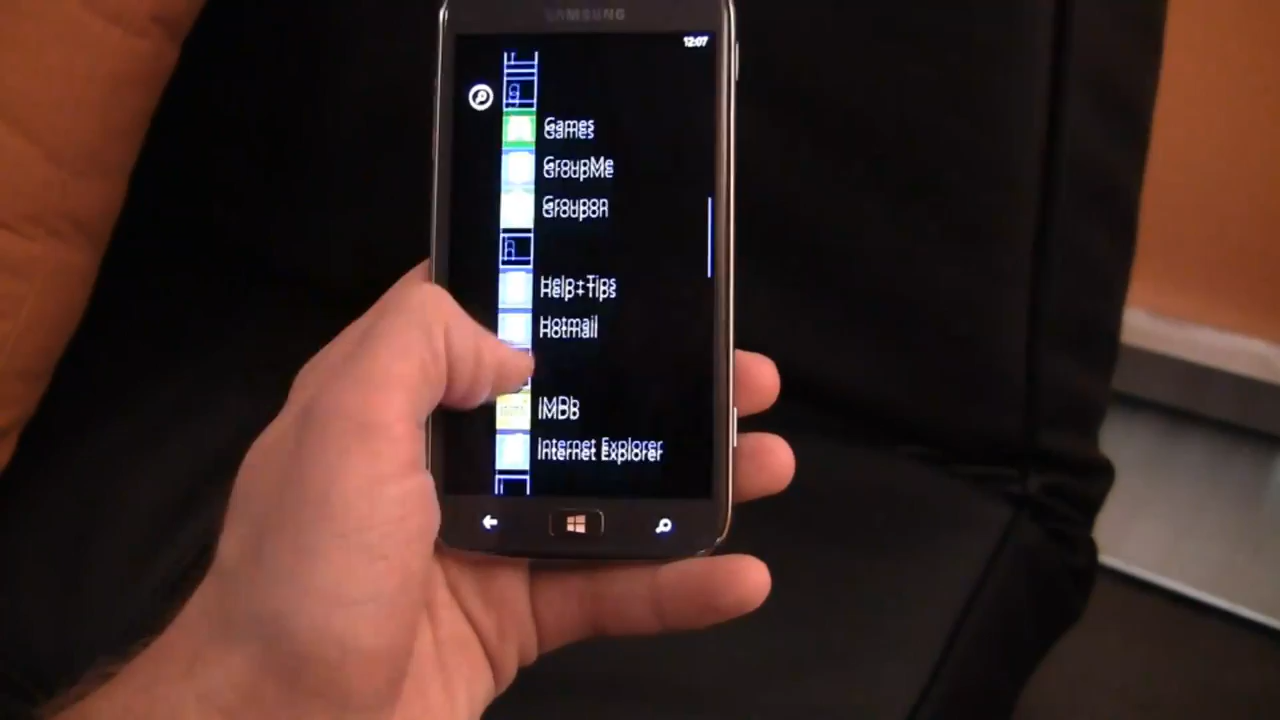 SAMSUNG
12:07
g
Games
GroupMe
Groupon
h
Help+Tips
Hotmail
IMDb
Internet Explorer